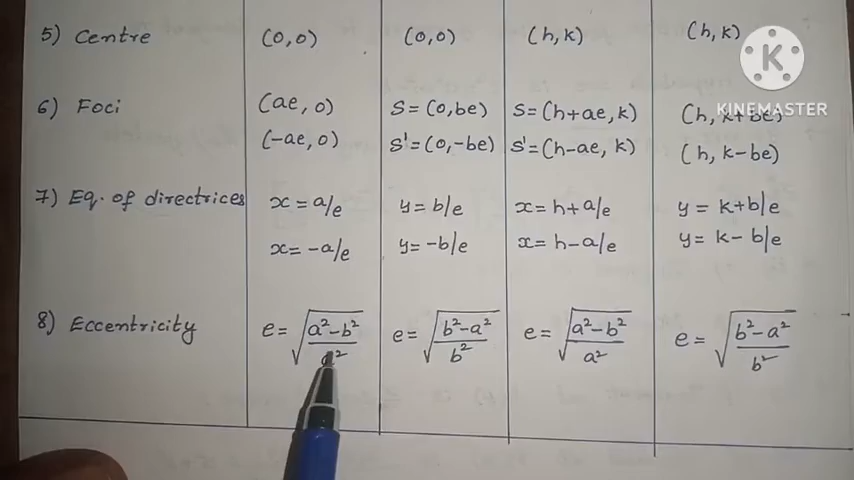 5) Centre (0,0) (0,0) (h,k) (h,k)
KINEMASTER
6) Foci (ae, 0) S=(0,be) S=(h+ae,k) (h, k+be)
(-ae, 0) S'=(0,-be) S'=(h-ae, k) (h, k-be)
7) Eq. of directrices x = a/e y = b/e x = h+a/e y = k+b/e
x = -a/e y = -b/e x = h-a/e y = k- b/e
8) Eccentricity e = √(a²-b²/a²) e = √(b²-a²/b²) e = √(a²-b²/a²) e = √(b²-a²/b²)